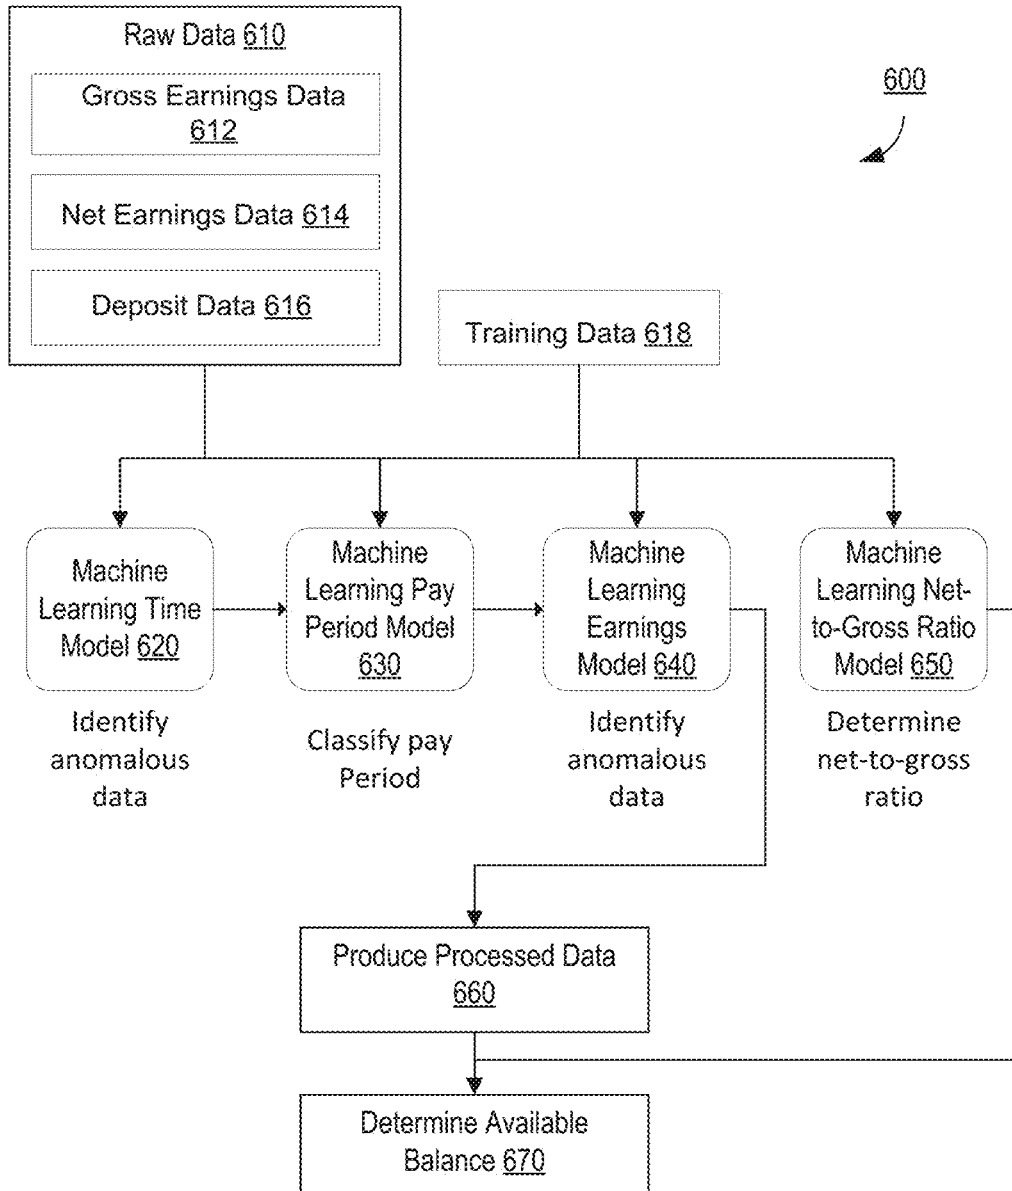 Raw Data 610
Gross Earnings Data
612
Net Earnings Data 614
Deposit Data 616
600
Training Data 618
Machine
Learning Time
Model 620
Machine
Learning Pay
Period Model
630
Machine
Learning
Earnings
Model 640
Machine
Learning Net-
to-Gross Ratio
Model 650
Identify
anomalous
data
Classify pay
Period
Identify
anomalous
data
Determine
net-to-gross
ratio
Produce Processed Data
660
Determine Available
Balance 670